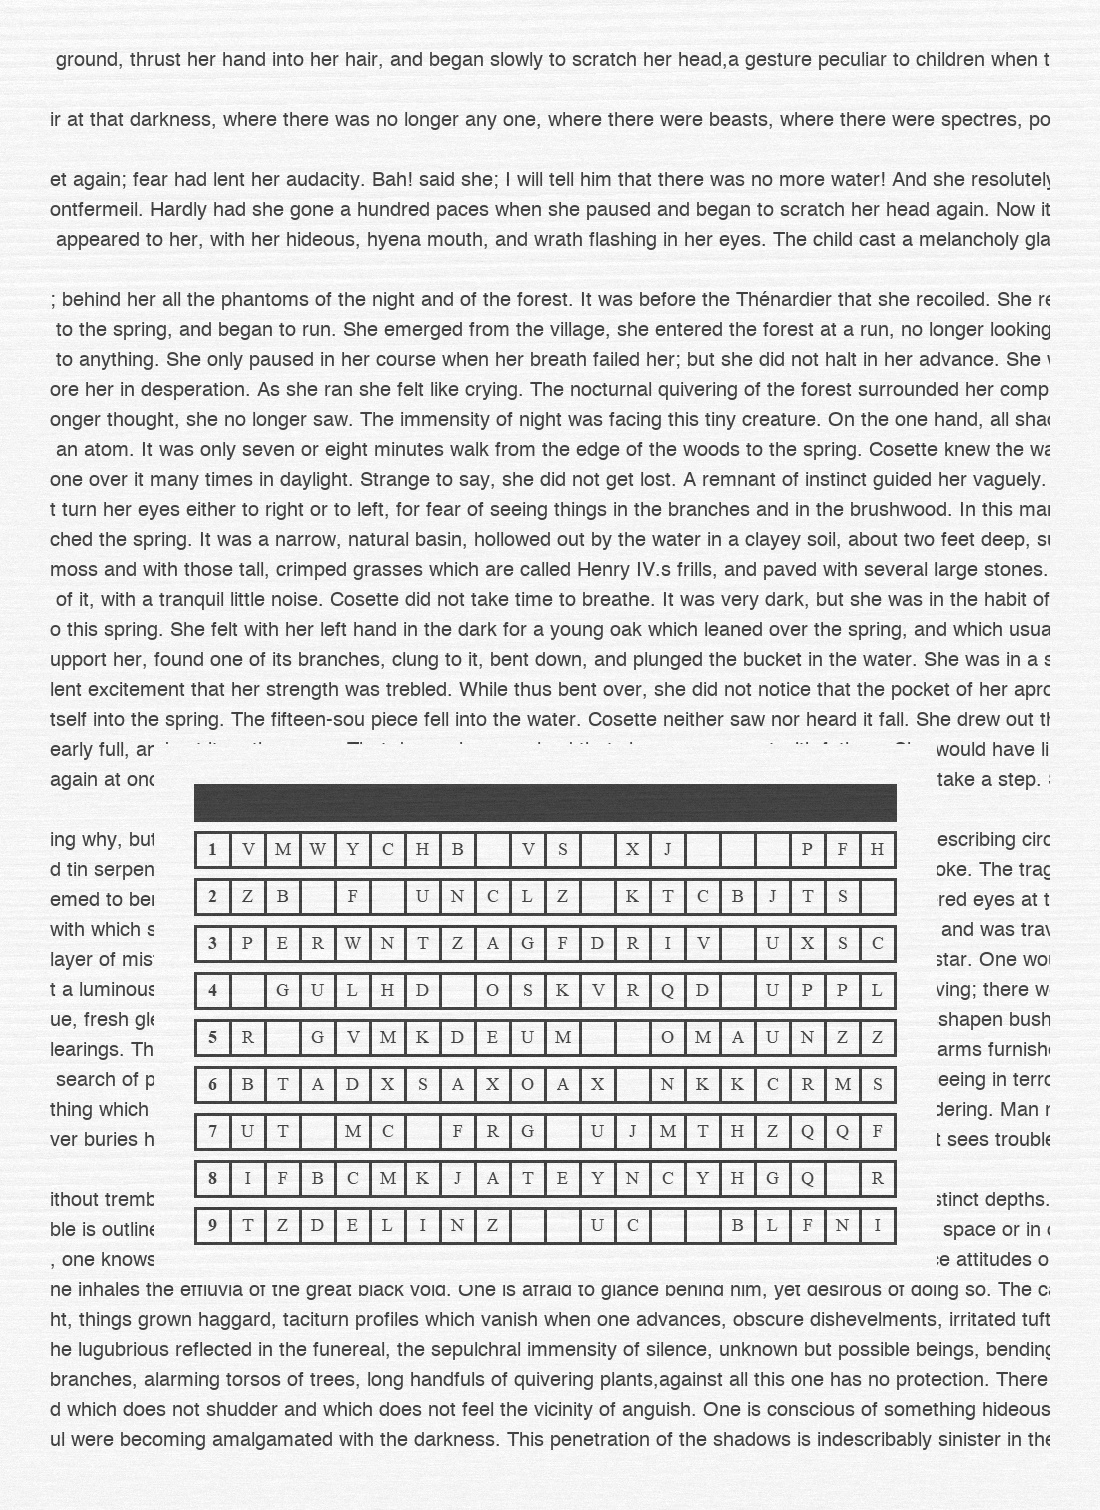 ground, thrust her hand into her hair, and began slowly to scratch her head,a gesture peculiar to children when t
ir at that darkness, where there was no longer any one, where there were beasts, where there were spectres, po
et again; fear had lent her audacity. Bah! said she; I will tell him that there was no more water! And she resolutely
ontfermeil. Hardly had she gone a hundred paces when she paused and began to scratch her head again. Now it
appeared to her, with her hideous, hyena mouth, and wrath flashing in her eyes. The child cast a melancholy gla
; behind her all the phantoms of the night and of the forest. It was before the Thénardier that she recoiled. She re
to the spring, and began to run. She emerged from the village, she entered the forest at a run, no longer looking
to anything. She only paused in her course when her breath failed her; but she did not halt in her advance. She
ore her in desperation. As she ran she felt like crying. The nocturnal quivering of the forest surrounded her comp
onger thought, she no longer saw. The immensity of night was facing this tiny creature. On the one hand, all shad
an atom. It was only seven or eight minutes walk from the edge of the woods to the spring. Cosette knew the wa
one over it many times in daylight. Strange to say, she did not get lost. A remnant of instinct guided her vaguely.
t turn her eyes either to right or to left, for fear of seeing things in the branches and in the brushwood. In this man
ched the spring. It was a narrow, natural basin, hollowed out by the water in a clayey soil, about two feet deep, su
moss and with those tall, crimped grasses which are called Henry IV.s frills, and paved with several large stones.
of it, with a tranquil little noise. Cosette did not take time to breathe. It was very dark, but she was in the habit of
o this spring. She felt with her left hand in the dark for a young oak which leaned over the spring, and which usua
upport her, found one of its branches, clung to it, bent down, and plunged the bucket in the water. She was in a s
lent excitement that her strength was trebled. While thus bent over, she did not notice that the pocket of her apro
tself into the spring. The fifteen-sou piece fell into the water. Cosette neither saw nor heard it fall. She drew out th
early full, an would have li
again at onc take a step.
ing why, but escribing circ
d tin serpen oke. The trag
emed to ben red eyes at t
with which s and was trav
layer of mis star. One wou
t a luminous ving; there w
ue, fresh gle shapen bush
learings. Th arms furnishe
search of p eeing in terro
thing which dering. Man r
ver buries h t sees trouble
ithout tremb stinct depths.
ble is outline space or in
, one knows e attitudes o
1 V M W Y C H B V S X J P F H
2 Z B F U N C L Z K T C B J T S
3 P E R W N T Z A G F D R I V U X S C
4 G U L H D O S K V R Q D U P P L
5 R G V M K D E U M O M A U N Z Z
6 B T A D X S A X O A X N K K C R M S
7 U T M C F R G U J M T H Z Q Q F
8 I F B C M K J A T E Y N C Y H G Q R
9 T Z D E L I N Z U C B L F N I
ne inhales the effluvia of the great black void. One is afraid to glance behind him, yet desirous of doing so. The ca
ht, things grown haggard, taciturn profiles which vanish when one advances, obscure dishevelments, irritated tuft
he lugubrious reflected in the funereal, the sepulchral immensity of silence, unknown but possible beings, bending
branches, alarming torsos of trees, long handfuls of quivering plants,against all this one has no protection. There
d which does not shudder and which does not feel the vicinity of anguish. One is conscious of something hideous
ul were becoming amalgamated with the darkness. This penetration of the shadows is indescribably sinister in the